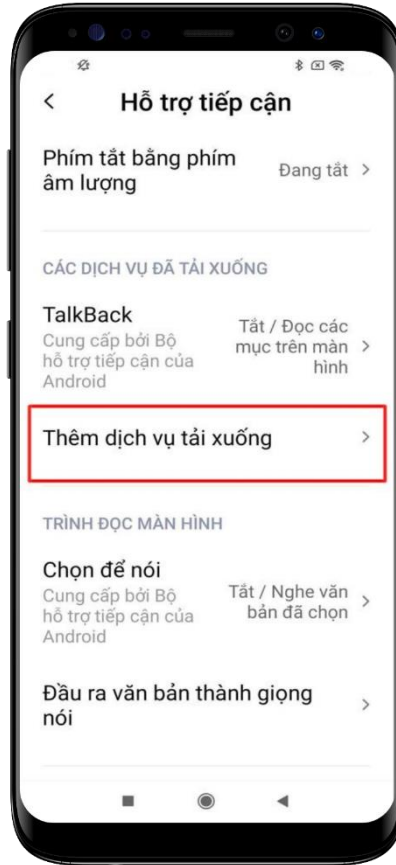 Hỗ trợ tiếp cận
Phím tắt bằng phím
âm lượng
Đang tắt
CÁC DỊCH VỤ ĐÃ TẢI XUỐNG
TalkBack
Cung cấp bởi Bộ
hỗ trợ tiếp cận của
Android
Tắt / Đọc các
mục trên màn
hình
Thêm dịch vụ tải xuống
TRÌNH ĐỌC MÀN HÌNH
Chọn để nói
Cung cấp bởi Bộ
hỗ trợ tiếp cận của
Android
Tắt / Nghe văn
bản đã chọn
Đầu ra văn bản thành giọng
nói